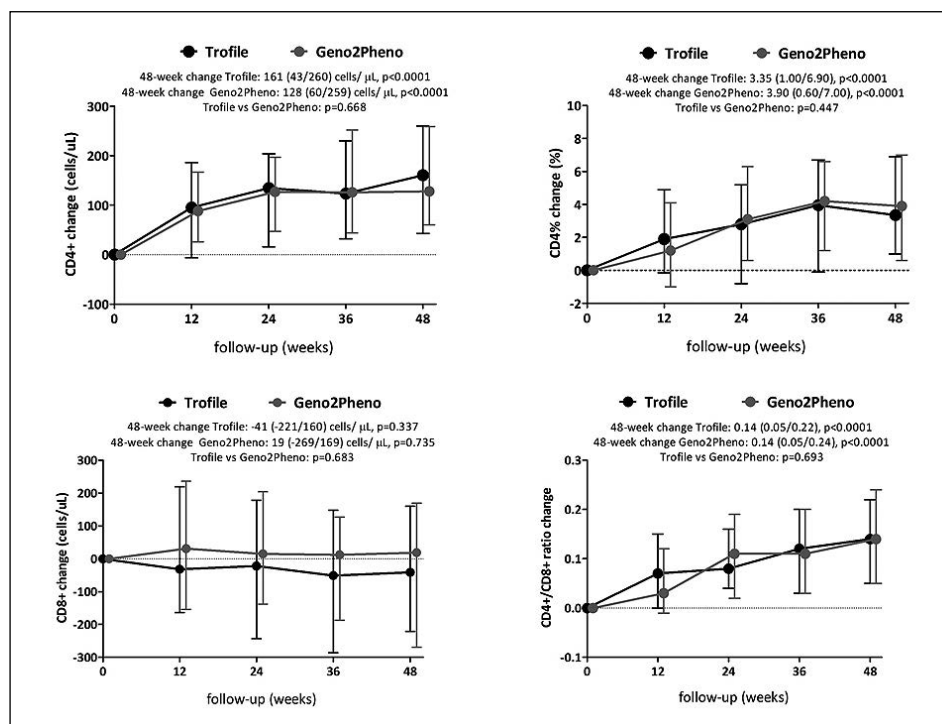 Trofile Geno2Pheno
48-week change Trofile: 161 (43/260) cells/ µL, p<0.0001
48-week change Geno2Pheno: 128 (60/259) cells/ µL, p<0.0001
Trofile vs Geno2Pheno: p=0.668
300
200
100
0
-100
CD4+ change (cells/uL)
0 12 24 36 48
follow-up (weeks)
Trofile Geno2Pheno
48-week change Trofile: 3.35 (1.00/6.90), p<0.0001
48-week change Geno2Pheno: 3.90 (0.60/7.00), p<0.0001
Trofile vs Geno2Pheno: p=0.447
10
8
6
4
2
0
-2
CD4% change (%)
0 12 24 36 48
follow-up (weeks)
Trofile Geno2Pheno
48-week change Trofile: -41 (-221/160) cells/ µL, p=0.337
48-week change Geno2Pheno: 19 (-269/169) cells/ µL, p=0.735
Trofile vs Geno2Pheno: p=0.683
300
200
100
0
-100
-200
-300
CD8+ change (cells/uL)
0 12 24 36 48
follow-up (weeks)
Trofile Geno2Pheno
48-week change Trofile: 0.14 (0.05/0.22), p<0.0001
48-week change Geno2Pheno: 0.14 (0.05/0.24), p<0.0001
Trofile vs Geno2Pheno: p=0.693
0.3
0.2
0.1
0.0
-0.1
CD4+/CD8+ ratio change
0 12 24 36 48
follow-up (weeks)